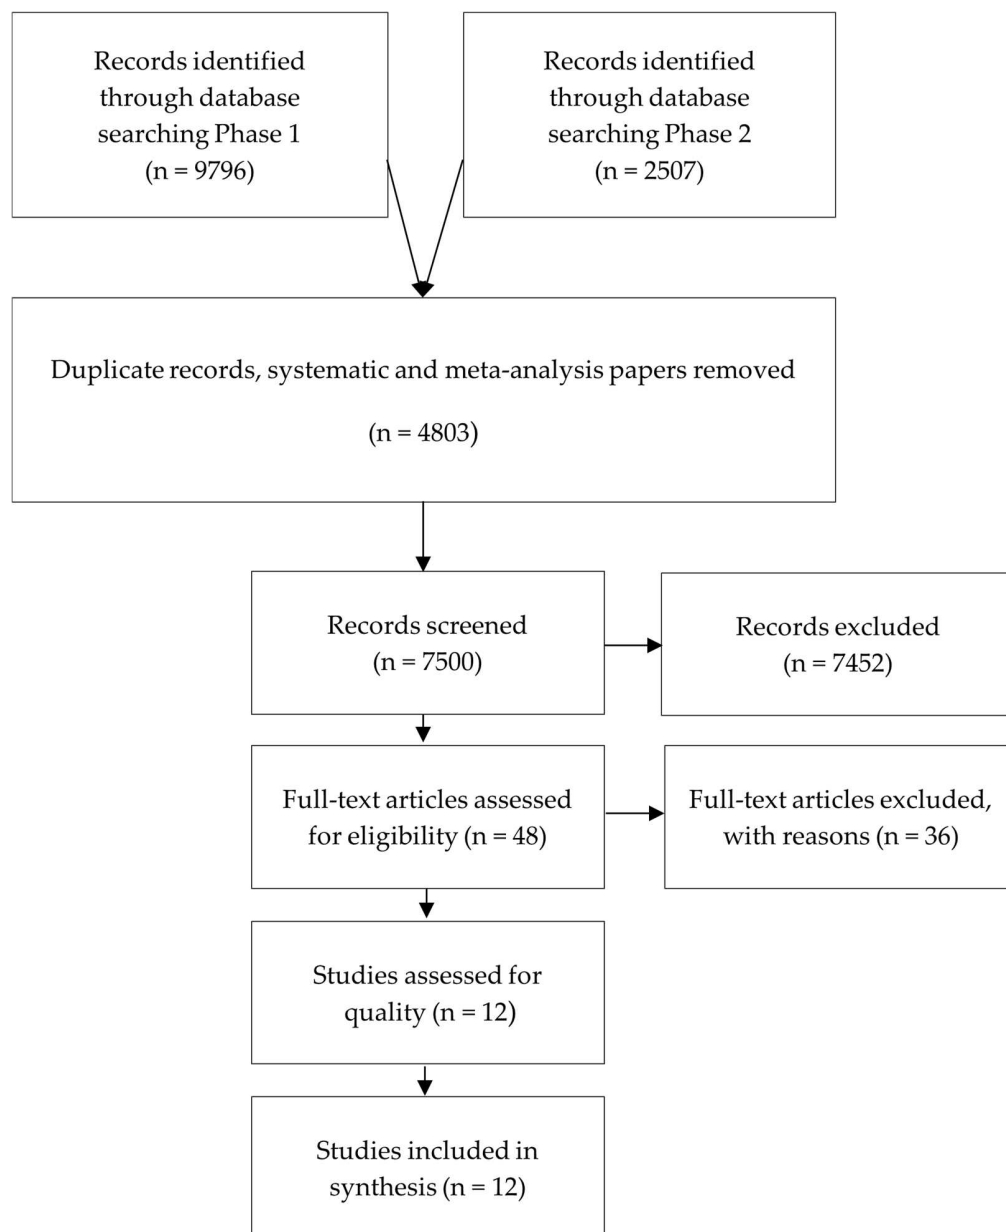 Records identified
through database
searching Phase 1
(n = 9796)
Records identified
through database
searching Phase 2
(n = 2507)
Duplicate records, systematic and meta-analysis papers removed
(n = 4803)
Records screened
(n = 7500)
Records excluded
(n = 7452)
Full-text articles assessed
for eligibility (n = 48)
Full-text articles excluded,
with reasons (n = 36)
Studies assessed for
quality (n = 12)
Studies included in
synthesis (n = 12)